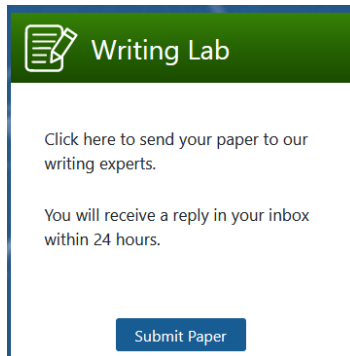 Writing Lab
Click here to send your paper to our
writing experts.
You will receive a reply in your inbox
within 24 hours.
Submit Paper